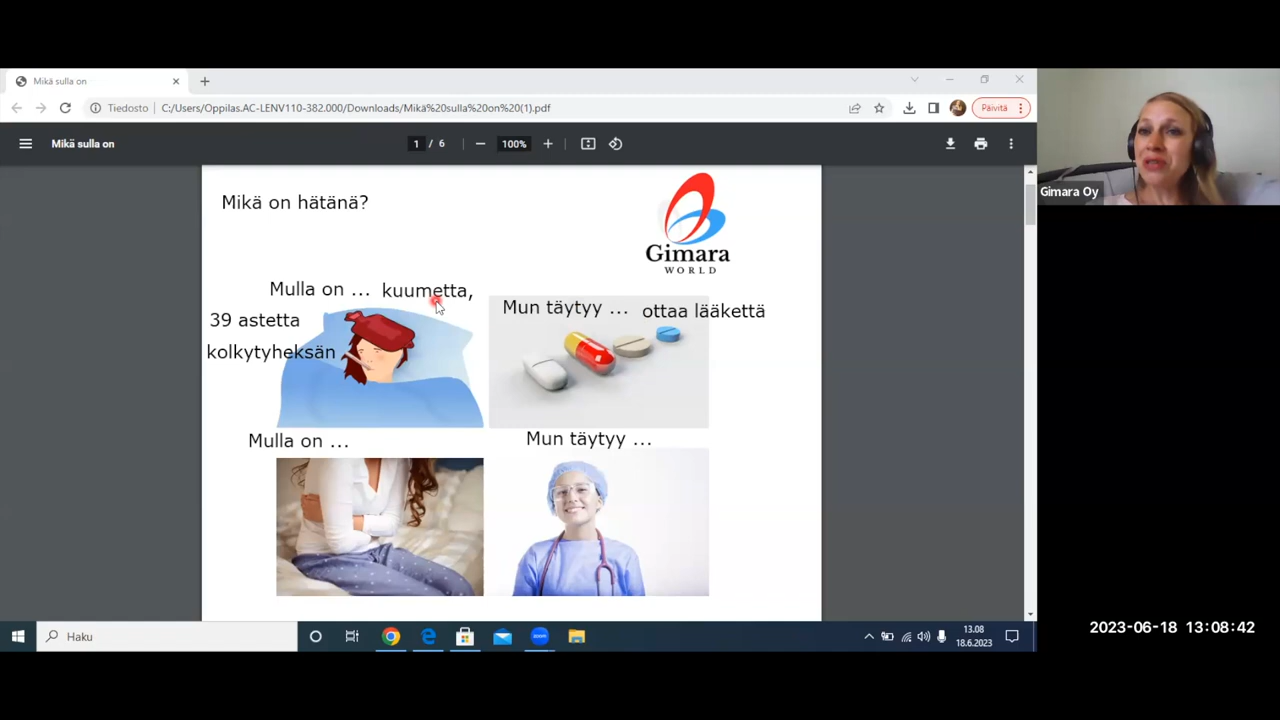 Mikä sulla on
Tiedosto
C:/Users/Oppilas.AC-LENV110-382.000/Downloads/Mikä%20sulla%20on%20(1).pdf
Päivitä
Mikä sulla on
1 / 6
100%
Mikä on hätänä?
Gimara
WORLD
Mulla on ... kuumetta,
39 astetta
kolkytyheksän
Mun täytyy ... ottaa lääkettä
Mulla on ...
Mun täytyy ...
Gimara Oy
Haku
zoom
13.08
18.6.2023
2023-06-18 13:08:42